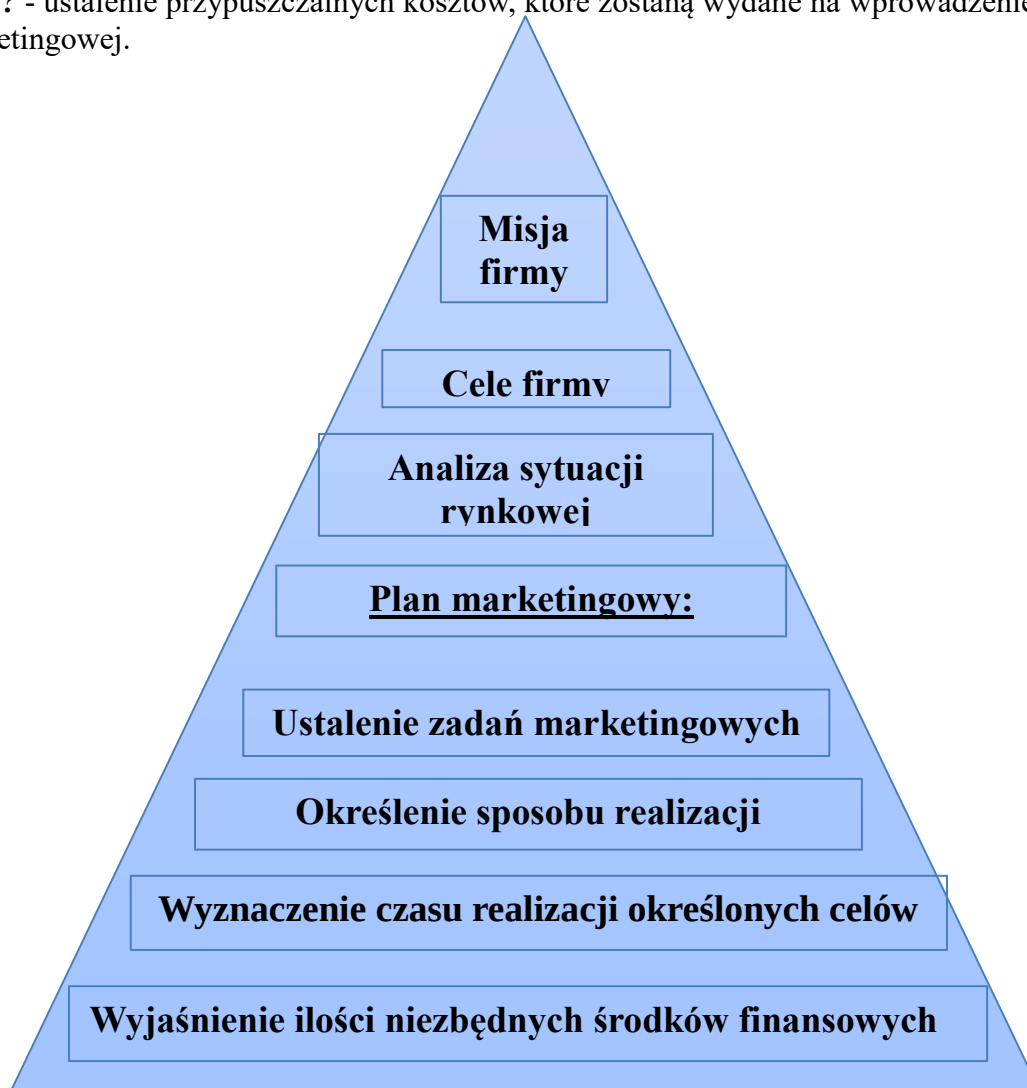 ? - ustalenie przypuszczalnych kosztów, które zostaną wydane na wprowadzenie
etingowej.
Misja
firmy
Cele firmy
Analiza sytuacji
rynkowej
Plan marketingowy:
Ustalenie zadań marketingowych
Określenie sposobu realizacji
Wyznaczenie czasu realizacji określonych celów
Wyjaśnienie ilości niezbędnych środków finansowych